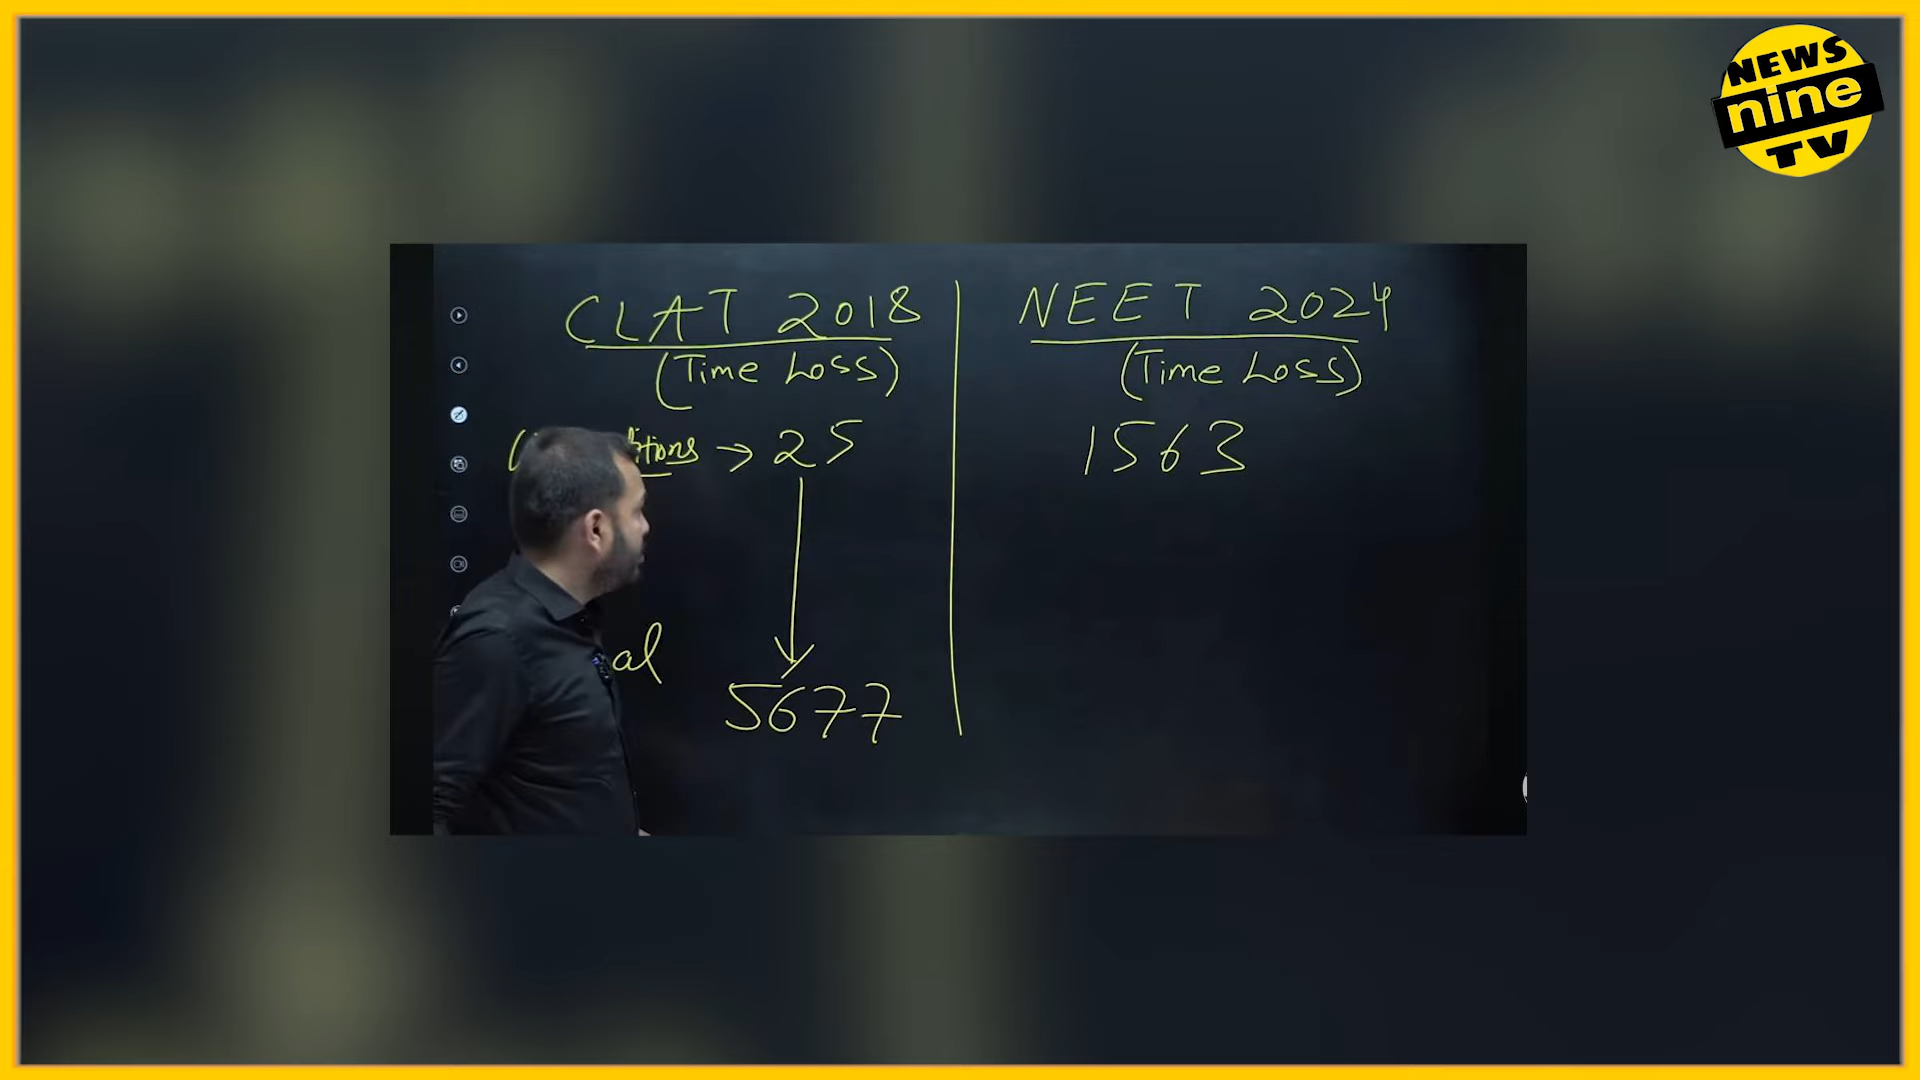 NEWS
nine
TV
CLAT 2018
(Time Loss)
→ 25
al
5677
NEET 2024
(Time Loss)
1563